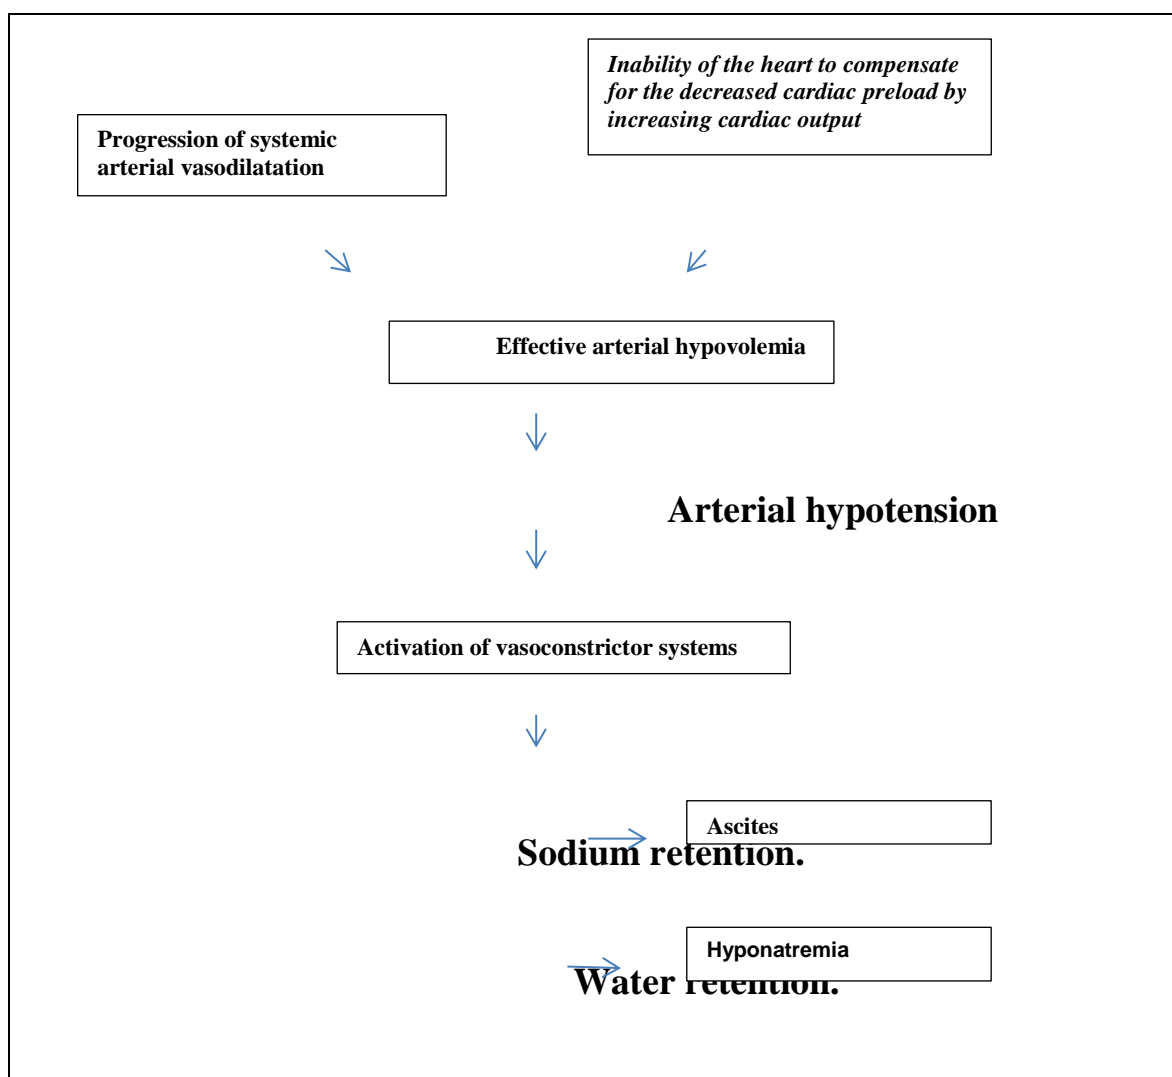 Inability of the heart to compensate
for the decreased cardiac preload by
increasing cardiac output
Progression of systemic
arterial vasodilatation
Effective arterial hypovolemia
Arterial hypotension
Activation of vasoconstrictor systems
Ascites
Sodium retention.
Hyponatremia
Water retention.